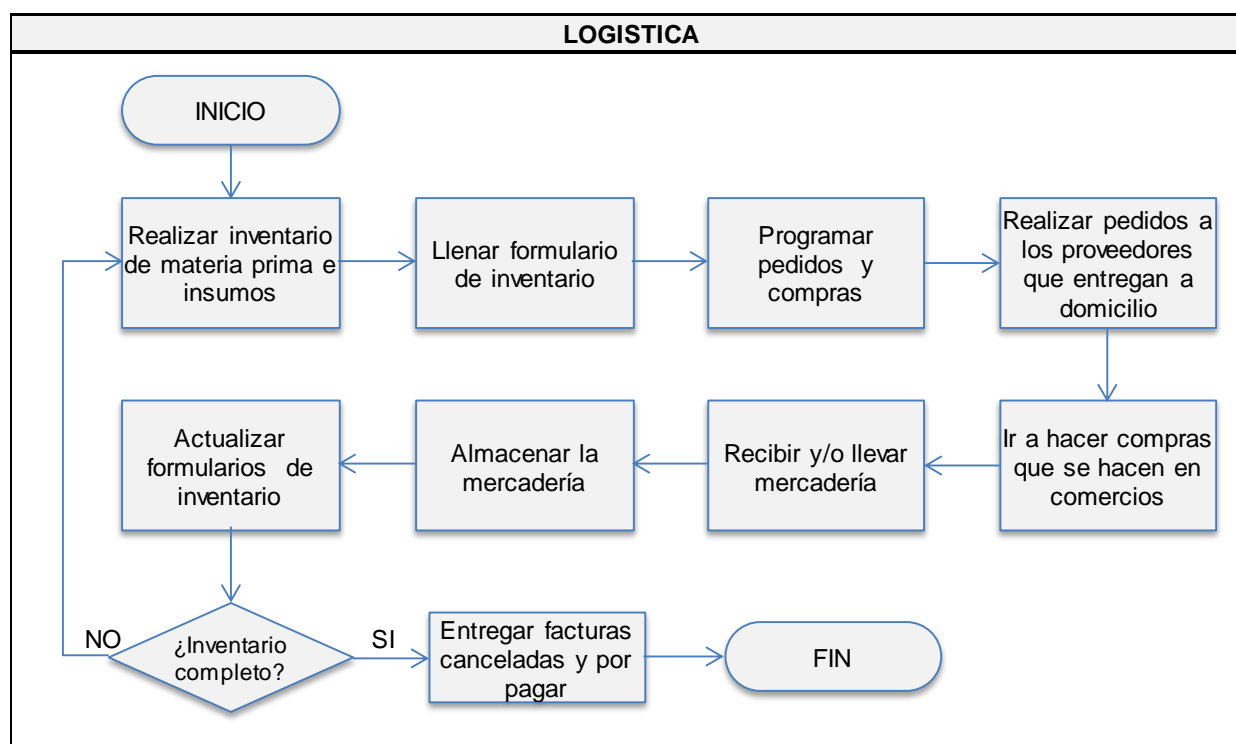 LOGISTICA
INICIO
Realizar inventario
de materia prima e
insumos
Llenar formulario
de inventario
Programar
pedidos y
compras
Realizar pedidos a
los proveedores
que entregan a
domicilio
Ir a hacer compras
que se hacen en
comercios
Recibir y/o llevar
mercadería
Almacenar la
mercadería
Actualizar
formularios de
inventario
¿Inventario
completo?
NO
SI
Entregar facturas
canceladas y por
pagar
FIN